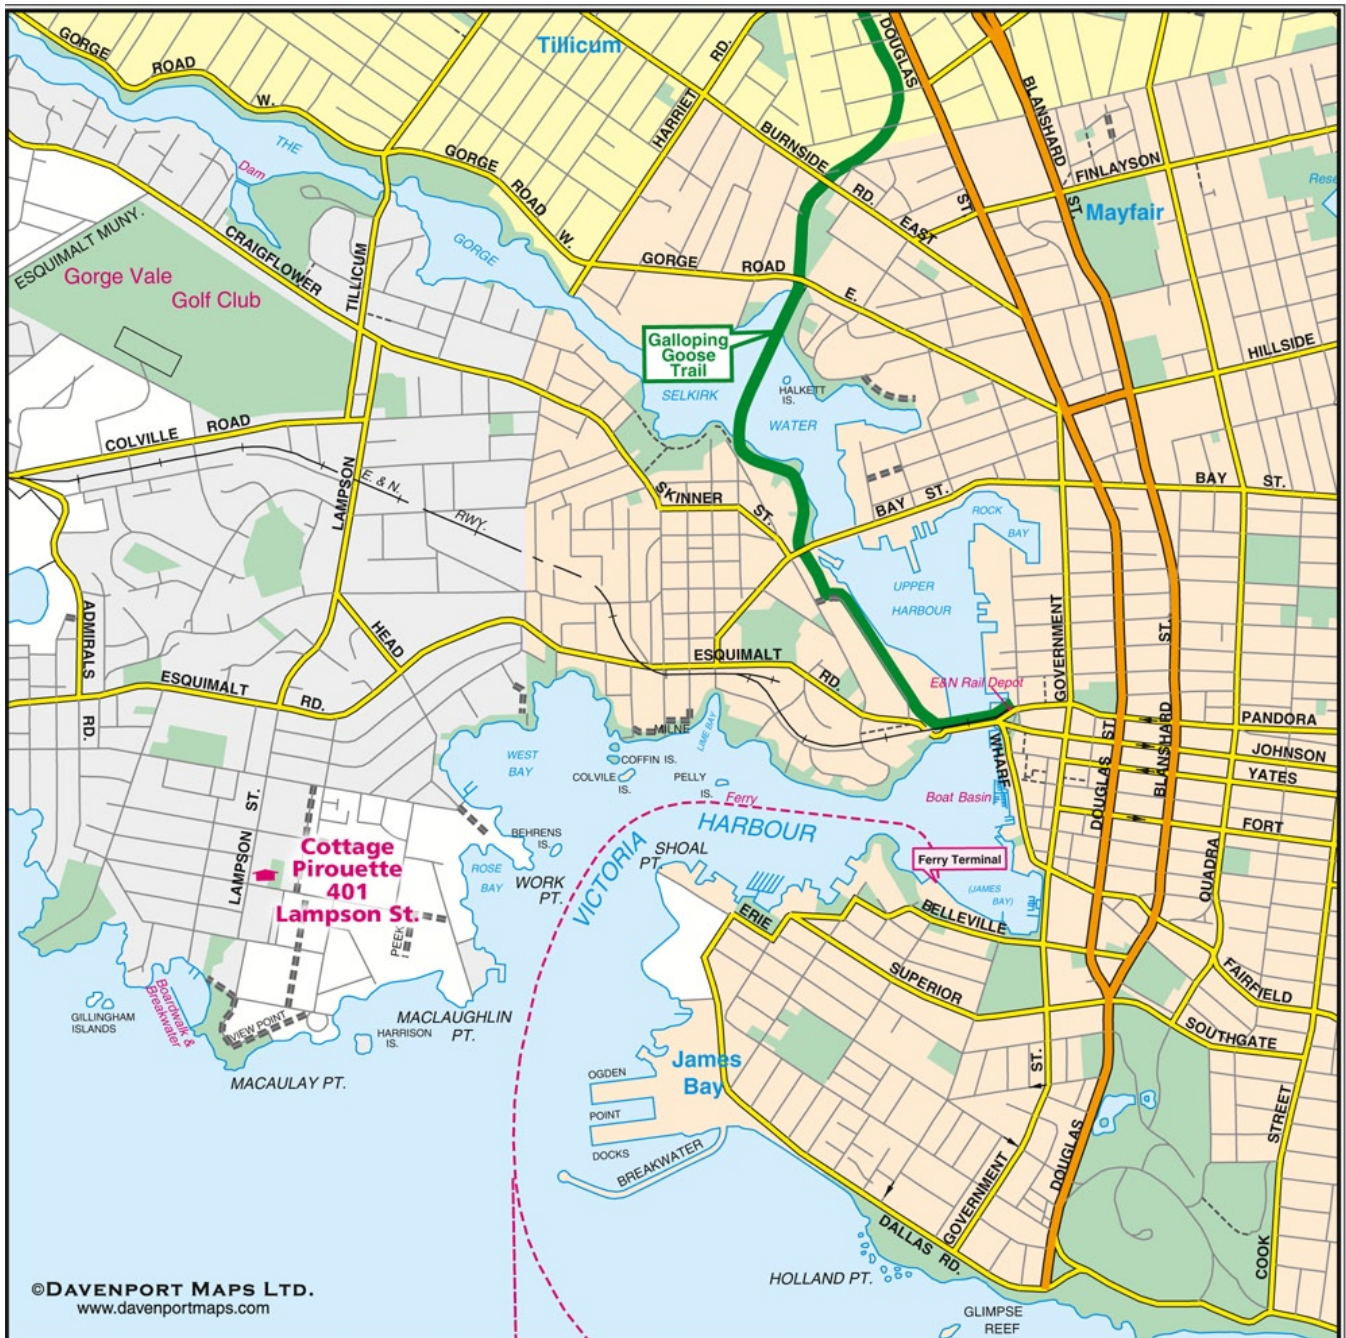 GORGE
ROAD
W.
Tillicum
RD.
HARRIET
DOUGLAS
ST.
BLANSHARD
ST.
FINLAYSON
Mayfair
Rese
THE
Dam
GORGE
ROAD
W.
BURNSIDE
RD.
EAST
ESQUIMALT MUNY.
Gorge Vale
Golf Club
CRAIGFLOWER
TILLICUM
GORGE
GORGE
ROAD
E.
Galloping
Goose
Trail
SELKIRK
WATER
HALKETT
IS.
HILLSIDE
COLVILLE
ROAD
LAMPSON
E. & N.
RWY.
SKINNER
ST.
BAY
ST.
BAY
ST.
ROCK
BAY
UPPER
HARBOUR
ADMIRALS
RD.
HEAD
ESQUIMALT
RD.
ESQUIMALT
RD.
GOVERNMENT
E&N Rail Depot
DOUGLAS
ST.
BLANSHARD
ST.
PANDORA
JOHNSON
YATES
FORT
WHARF
QUADRA
MILNE
LIME BAY
WEST
BAY
COFFIN IS.
COLVILE
IS.
PELLY
IS.
Ferry
Boat Basin
VICTORIA
HARBOUR
LAMPSON
ST.
Cottage
Pirouette
401
Lampson St.
BEHRENS
IS.
ROSE
BAY
WORK
PT.
SHOAL
PT.
Ferry Terminal
(JAMES
BAY)
PEEK
ERIE
BELLEVILLE
SUPERIOR
FAIRFIELD
SOUTHGATE
GILLINGHAM
ISLANDS
Boardwalk &
Breakwater
VIEW POINT
HARRISON
IS.
MACLAUGHLIN
PT.
MACAULAY PT.
James
Bay
OGDEN
POINT
DOCKS
BREAKWATER
ST.
GOVERNMENT
DOUGLAS
COOK
STREET
DALLAS
RD.
HOLLAND PT.
GLIMPSE
REEF
©DAVENPORT MAPS LTD.
www.davenportmaps.com